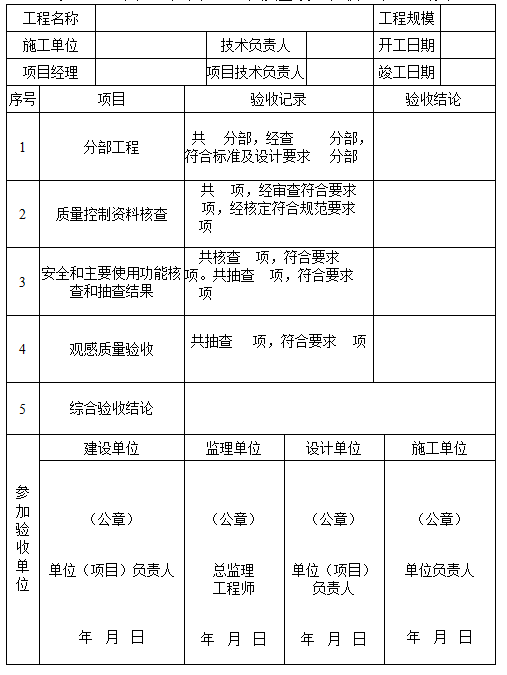 工程名称 工程规模
施工单位 技术负责人 开工日期
项目经理 项目技术负责人 竣工日期
序号 项目 验收记录 验收结论
1 分部工程 共 分部，经查 分部，
符合标准及设计要求 分部
2 质量控制资料核查 共 项，经审查符合要求
项，经核定符合规范要求
项
3 安全和主要使用功能核
查和抽查结果
共核查 项，符合要求
项。共抽查 项，符合要求
项
4 观感质量验收 共抽查 项，符合要求 项
5 综合验收结论
参加验收单位
建设单位 监理单位 设计单位 施工单位
（公章） （公章） （公章） （公章）
单位（项目）负责人 总监理
工程师
单位（项目）
负责人
单位负责人
年 月 日 年 月 日 年 月 日 年 月 日